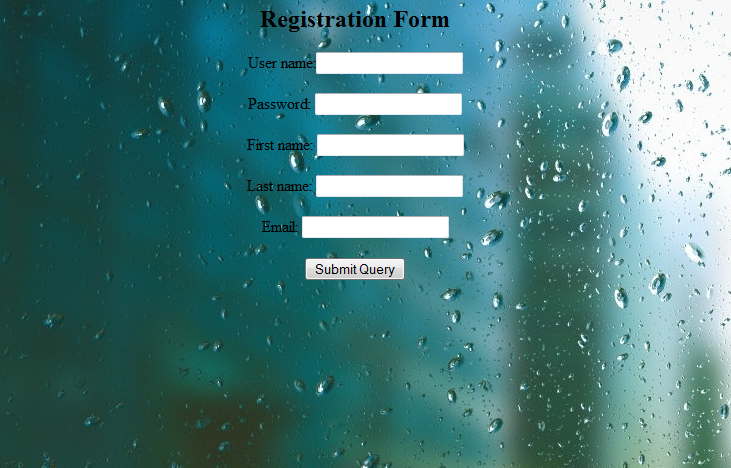 Registration Form
User name:
Password:
First name:
Last name:
Email:
Submit Query